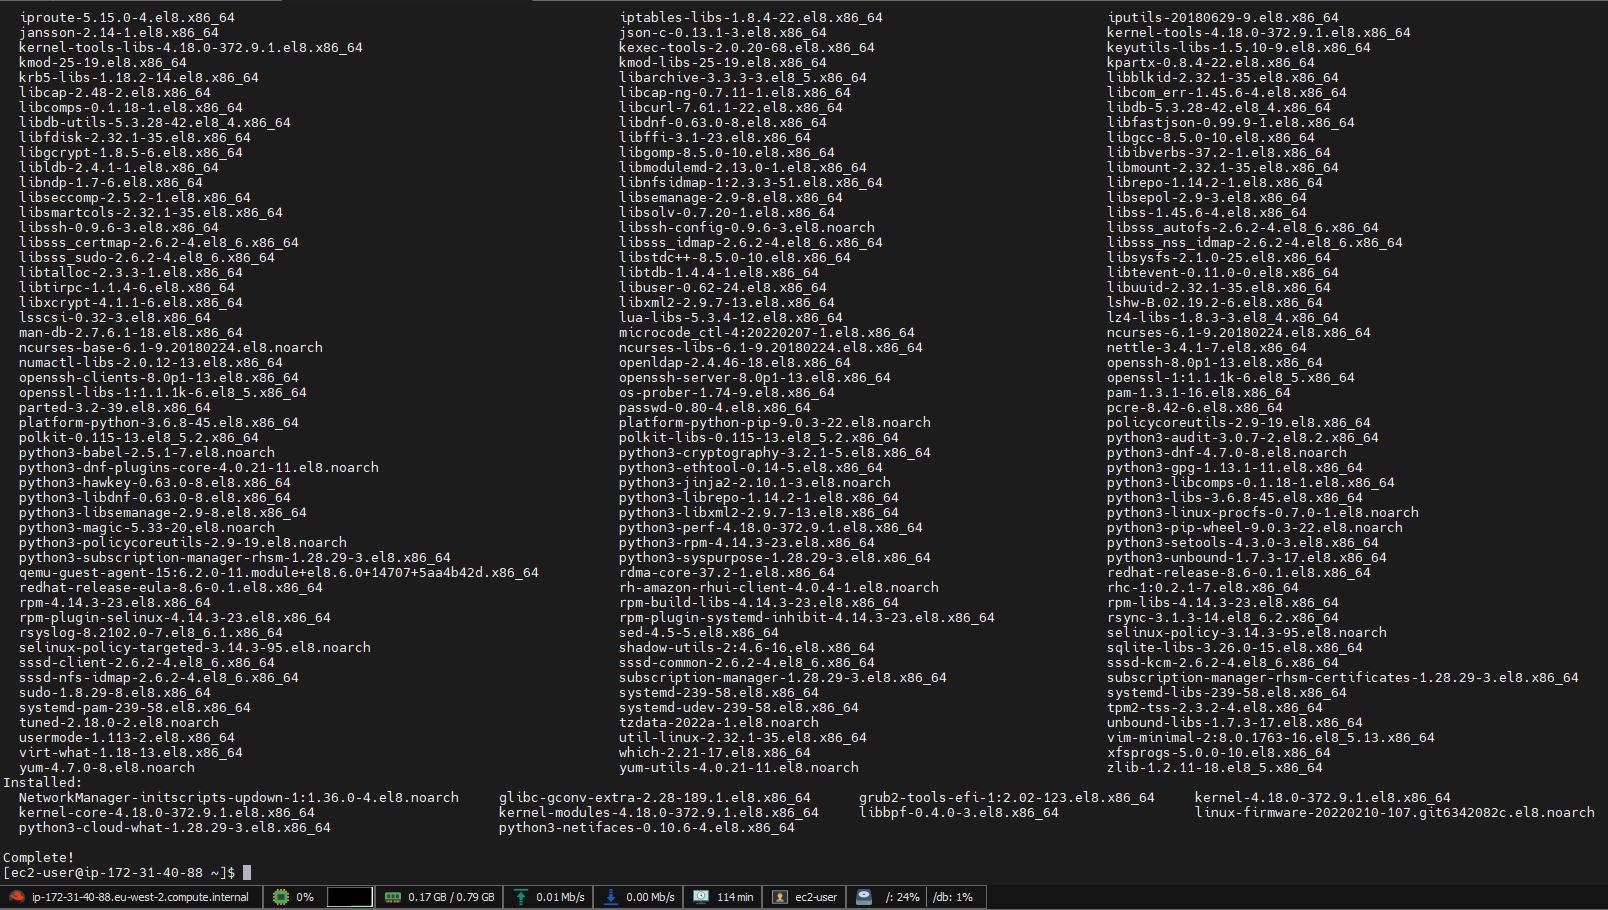 iproute-5.15.0-4.el8.x86_64 iptables-libs-1.8.4-22.el8.x86_64 iputils-20180629-9.el8.x86_64
jansson-2.14-1.el8.x86_64 json-c-0.13.1-3.el8.x86_64 kernel-tools-4.18.0-372.9.1.el8.x86_64
kernel-tools-libs-4.18.0-372.9.1.el8.x86_64 kexec-tools-2.0.20-68.el8.x86_64 keyutils-libs-1.5.10-9.el8.x86_64
kmod-25-19.el8.x86_64 kmod-libs-25-19.el8.x86_64 kpartx-0.8.4-22.el8.x86_64
krb5-libs-1.18.2-14.el8.x86_64 libarchive-3.3.3-3.el8_5.x86_64 libblkid-2.32.1-35.el8.x86_64
libcap-2.48-2.el8.x86_64 libcap-ng-0.7.11-1.el8.x86_64 libcom_err-1.45.6-4.el8.x86_64
libcomps-0.1.18-1.el8.x86_64 libcurl-7.61.1-22.el8.x86_64 libdb-5.3.28-42.el8_4.x86_64
libdb-utils-5.3.28-42.el8_4.x86_64 libdnf-0.63.0-8.el8.x86_64 libfastjson-0.99.9-1.el8.x86_64
libfdisk-2.32.1-35.el8.x86_64 libffi-3.1-23.el8.x86_64 libgcc-8.5.0-10.el8.x86_64
libgcrypt-1.8.5-6.el8.x86_64 libgomp-8.5.0-10.el8.x86_64 libibverbs-37.2-1.el8.x86_64
libldb-2.4.1-1.el8.x86_64 libmodulemd-2.13.0-1.el8.x86_64 libmount-2.32.1-35.el8.x86_64
libndp-1.7-6.el8.x86_64 libnfsidmap-1:2.3.3-51.el8.x86_64 librepo-1.14.2-1.el8.x86_64
libseccomp-2.5.2-1.el8.x86_64 libsemanage-2.9-8.el8.x86_64 libsepol-2.9-3.el8.x86_64
libsmartcols-2.32.1-35.el8.x86_64 libsolv-0.7.20-1.el8.x86_64 libss-1.45.6-4.el8.x86_64
libssh-0.9.6-3.el8.x86_64 libssh-config-0.9.6-3.el8.noarch libsss_autofs-2.6.2-4.el8_6.x86_64
libsss_certmap-2.6.2-4.el8_6.x86_64 libsss_idmap-2.6.2-4.el8_6.x86_64 libsss_nss_idmap-2.6.2-4.el8_6.x86_64
libsss_sudo-2.6.2-4.el8_6.x86_64 libstdc++-8.5.0-10.el8.x86_64 libsysfs-2.1.0-25.el8.x86_64
libtalloc-2.3.3-1.el8.x86_64 libtdb-1.4.4-1.el8.x86_64 libtevent-0.11.0-0.el8.x86_64
libtirpc-1.1.4-6.el8.x86_64 libuser-0.62-24.el8.x86_64 libuuid-2.32.1-35.el8.x86_64
libxcrypt-4.1.1-6.el8.x86_64 libxml2-2.9.7-13.el8.x86_64 lshw-B.02.19.2-6.el8.x86_64
lsscsi-0.32-3.el8.x86_64 lua-libs-5.3.4-12.el8.x86_64 lz4-libs-1.8.3-3.el8_4.x86_64
man-db-2.7.6.1-18.el8.x86_64 microcode_ctl-4:20220207-1.el8.x86_64 ncurses-6.1-9.20180224.el8.x86_64
ncurses-base-6.1-9.20180224.el8.noarch ncurses-libs-6.1-9.20180224.el8.x86_64 nettle-3.4.1-7.el8.x86_64
numactl-libs-2.0.12-13.el8.x86_64 openldap-2.4.46-18.el8.x86_64 openssh-8.0p1-13.el8.x86_64
openssh-clients-8.0p1-13.el8.x86_64 openssh-server-8.0p1-13.el8.x86_64 openssl-1:1.1.1k-6.el8_5.x86_64
openssl-libs-1:1.1.1k-6.el8_5.x86_64 os-prober-1.74-9.el8.x86_64 pam-1.3.1-16.el8.x86_64
parted-3.2-39.el8.x86_64 passwd-0.80-4.el8.x86_64 pcre-8.42-6.el8.x86_64
platform-python-3.6.8-45.el8.x86_64 platform-python-pip-9.0.3-22.el8.noarch policycoreutils-2.9-19.el8.x86_64
polkit-0.115-13.el8_5.2.x86_64 polkit-libs-0.115-13.el8_5.2.x86_64 python3-audit-3.0.7-2.el8.2.x86_64
python3-babel-2.5.1-7.el8.noarch python3-cryptography-3.2.1-5.el8.x86_64 python3-dnf-4.7.0-8.el8.noarch
python3-dnf-plugins-core-4.0.21-11.el8.noarch python3-ethtool-0.14-5.el8.x86_64 python3-gpg-1.13.1-11.el8.x86_64
python3-hawkey-0.63.0-8.el8.x86_64 python3-jinja2-2.10.1-3.el8.noarch python3-libcomps-0.1.18-1.el8.x86_64
python3-libdnf-0.63.0-8.el8.x86_64 python3-librepo-1.14.2-1.el8.x86_64 python3-libs-3.6.8-45.el8.x86_64
python3-libsemanage-2.9-8.el8.x86_64 python3-libxml2-2.9.7-13.el8.x86_64 python3-linux-procfs-0.7.0-1.el8.noarch
python3-magic-5.33-20.el8.noarch python3-perf-4.18.0-372.9.1.el8.x86_64 python3-pip-wheel-9.0.3-22.el8.noarch
python3-policycoreutils-2.9-19.el8.noarch python3-rpm-4.14.3-23.el8.x86_64 python3-setools-4.3.0-3.el8.x86_64
python3-subscription-manager-rhsm-1.28.29-3.el8.x86_64 python3-syspurpose-1.28.29-3.el8.x86_64 python3-unbound-1.7.3-17.el8.x86_64
qemu-guest-agent-15:6.2.0-11.module+el8.6.0+14707+5aa4b42d.x86_64 rdma-core-37.2-1.el8.x86_64 redhat-release-8.6-0.1.el8.x86_64
redhat-release-eula-8.6-0.1.el8.x86_64 rh-amazon-rhui-client-4.0.4-1.el8.noarch rhc-1:0.2.1-7.el8.x86_64
rpm-4.14.3-23.el8.x86_64 rpm-build-libs-4.14.3-23.el8.x86_64 rpm-libs-4.14.3-23.el8.x86_64
rpm-plugin-selinux-4.14.3-23.el8.x86_64 rpm-plugin-systemd-inhibit-4.14.3-23.el8.x86_64 rsync-3.1.3-14.el8_6.2.x86_64
rsyslog-8.2102.0-7.el8_6.1.x86_64 sed-4.5-5.el8.x86_64 selinux-policy-3.14.3-95.el8.noarch
selinux-policy-targeted-3.14.3-95.el8.noarch shadow-utils-2:4.6-16.el8.x86_64 sqlite-libs-3.26.0-15.el8.x86_64
sssd-client-2.6.2-4.el8_6.x86_64 sssd-common-2.6.2-4.el8_6.x86_64 sssd-kcm-2.6.2-4.el8_6.x86_64
sssd-nfs-idmap-2.6.2-4.el8_6.x86_64 subscription-manager-1.28.29-3.el8.x86_64 subscription-manager-rhsm-certificates-1.28.29-3.el8.x86_64
sudo-1.8.29-8.el8.x86_64 systemd-239-58.el8.x86_64 systemd-libs-239-58.el8.x86_64
systemd-pam-239-58.el8.x86_64 systemd-udev-239-58.el8.x86_64 tpm2-tss-2.3.2-4.el8.x86_64
tuned-2.18.0-2.el8.noarch tzdata-2022a-1.el8.noarch unbound-libs-1.7.3-17.el8.x86_64
usermode-1.113-2.el8.x86_64 util-linux-2.32.1-35.el8.x86_64 vim-minimal-2:8.0.1763-16.el8_5.13.x86_64
virt-what-1.18-13.el8.x86_64 which-2.21-17.el8.x86_64 xfsprogs-5.0.0-10.el8.x86_64
yum-4.7.0-8.el8.noarch yum-utils-4.0.21-11.el8.noarch zlib-1.2.11-18.el8_5.x86_64
Installed:
NetworkManager-initscripts-updown-1:1.36.0-4.el8.noarch glibc-gconv-extra-2.28-189.1.el8.x86_64 grub2-tools-efi-1:2.02-123.el8.x86_64 kernel-4.18.0-372.9.1.el8.x86_64
kernel-core-4.18.0-372.9.1.el8.x86_64 kernel-modules-4.18.0-372.9.1.el8.x86_64 libbpf-0.4.0-3.el8.x86_64 linux-firmware-20220210-107.git6342082c.el8.noarch
python3-cloud-what-1.28.29-3.el8.x86_64 python3-netifaces-0.10.6-4.el8.x86_64
Complete!
[ec2-user@ip-172-31-40-88 ~]$
ip-172-31-40-88.eu-west-2.compute.internal 0% 0.17 GB / 0.79 GB 0.01 Mb/s 0.00 Mb/s 114 min ec2-user /: 24% /db: 1%